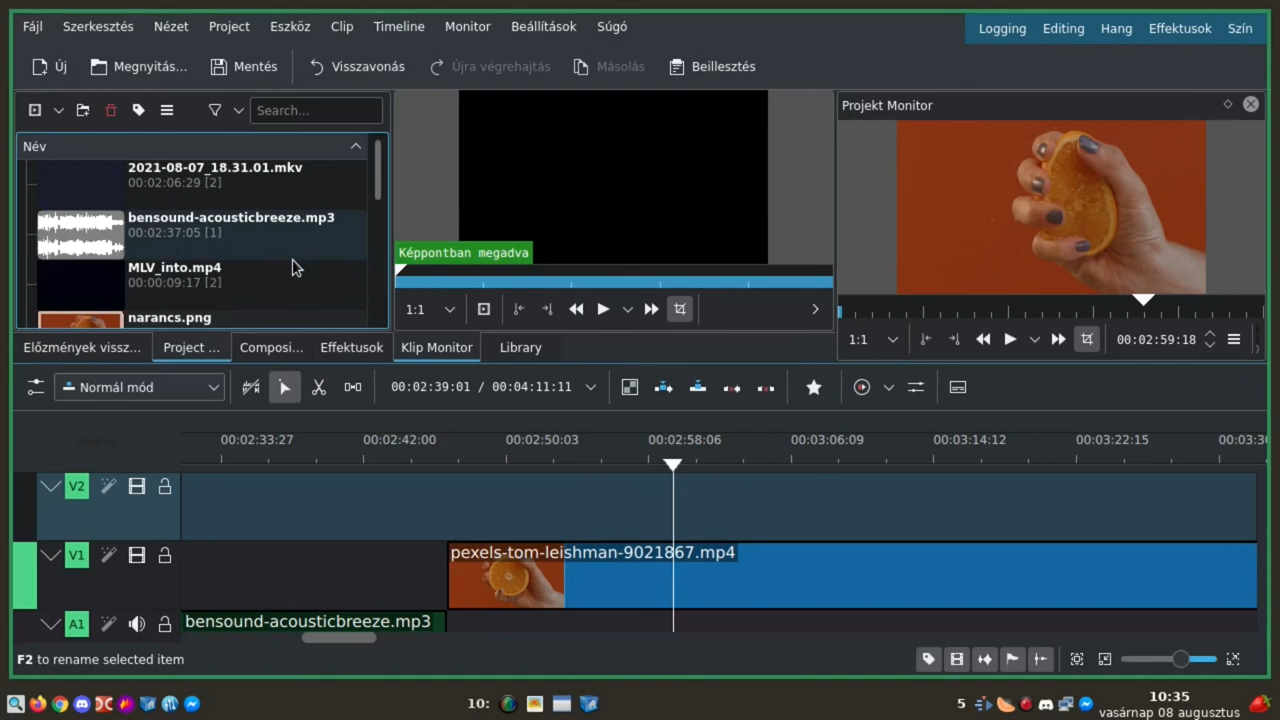 Fájl Szerkesztés Nézet Project Eszköz Clip Timeline Monitor Beállítások Súgó
Logging Editing Hang Effektusok Szín
Új Megnyitás... Mentés Visszavonás Újra végrehajtás Másolás Beillesztés
Search...
Projekt Monitor
Név
2021-08-07_18.31.01.mkv
00:02:06:29 [2]
bensound-acousticbreeze.mp3
00:02:37:05 [1]
MLV_into.mp4
00:00:09:17 [2]
narancs.png
Képpontban megadva
1:1
1:1 00:02:59:18
Előzmények vissz... Project ... Composi... Effektusok Klip Monitor Library
Normál mód 00:02:39:01 / 00:04:11:11
00:02:33:27 00:02:42:00 00:02:50:03 00:02:58:06 00:03:06:09 00:03:14:12 00:03:22:15 00:03:30
V2
V1
pexels-tom-leishman-9021867.mp4
A1
bensound-acousticbreeze.mp3
F2 to rename selected item
10: 5
10:35
vasárnap 08 augusztus